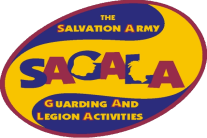 THE
SALVATION ARMY
SAGALA
GUARDING AND
LEGION ACTIVITIES